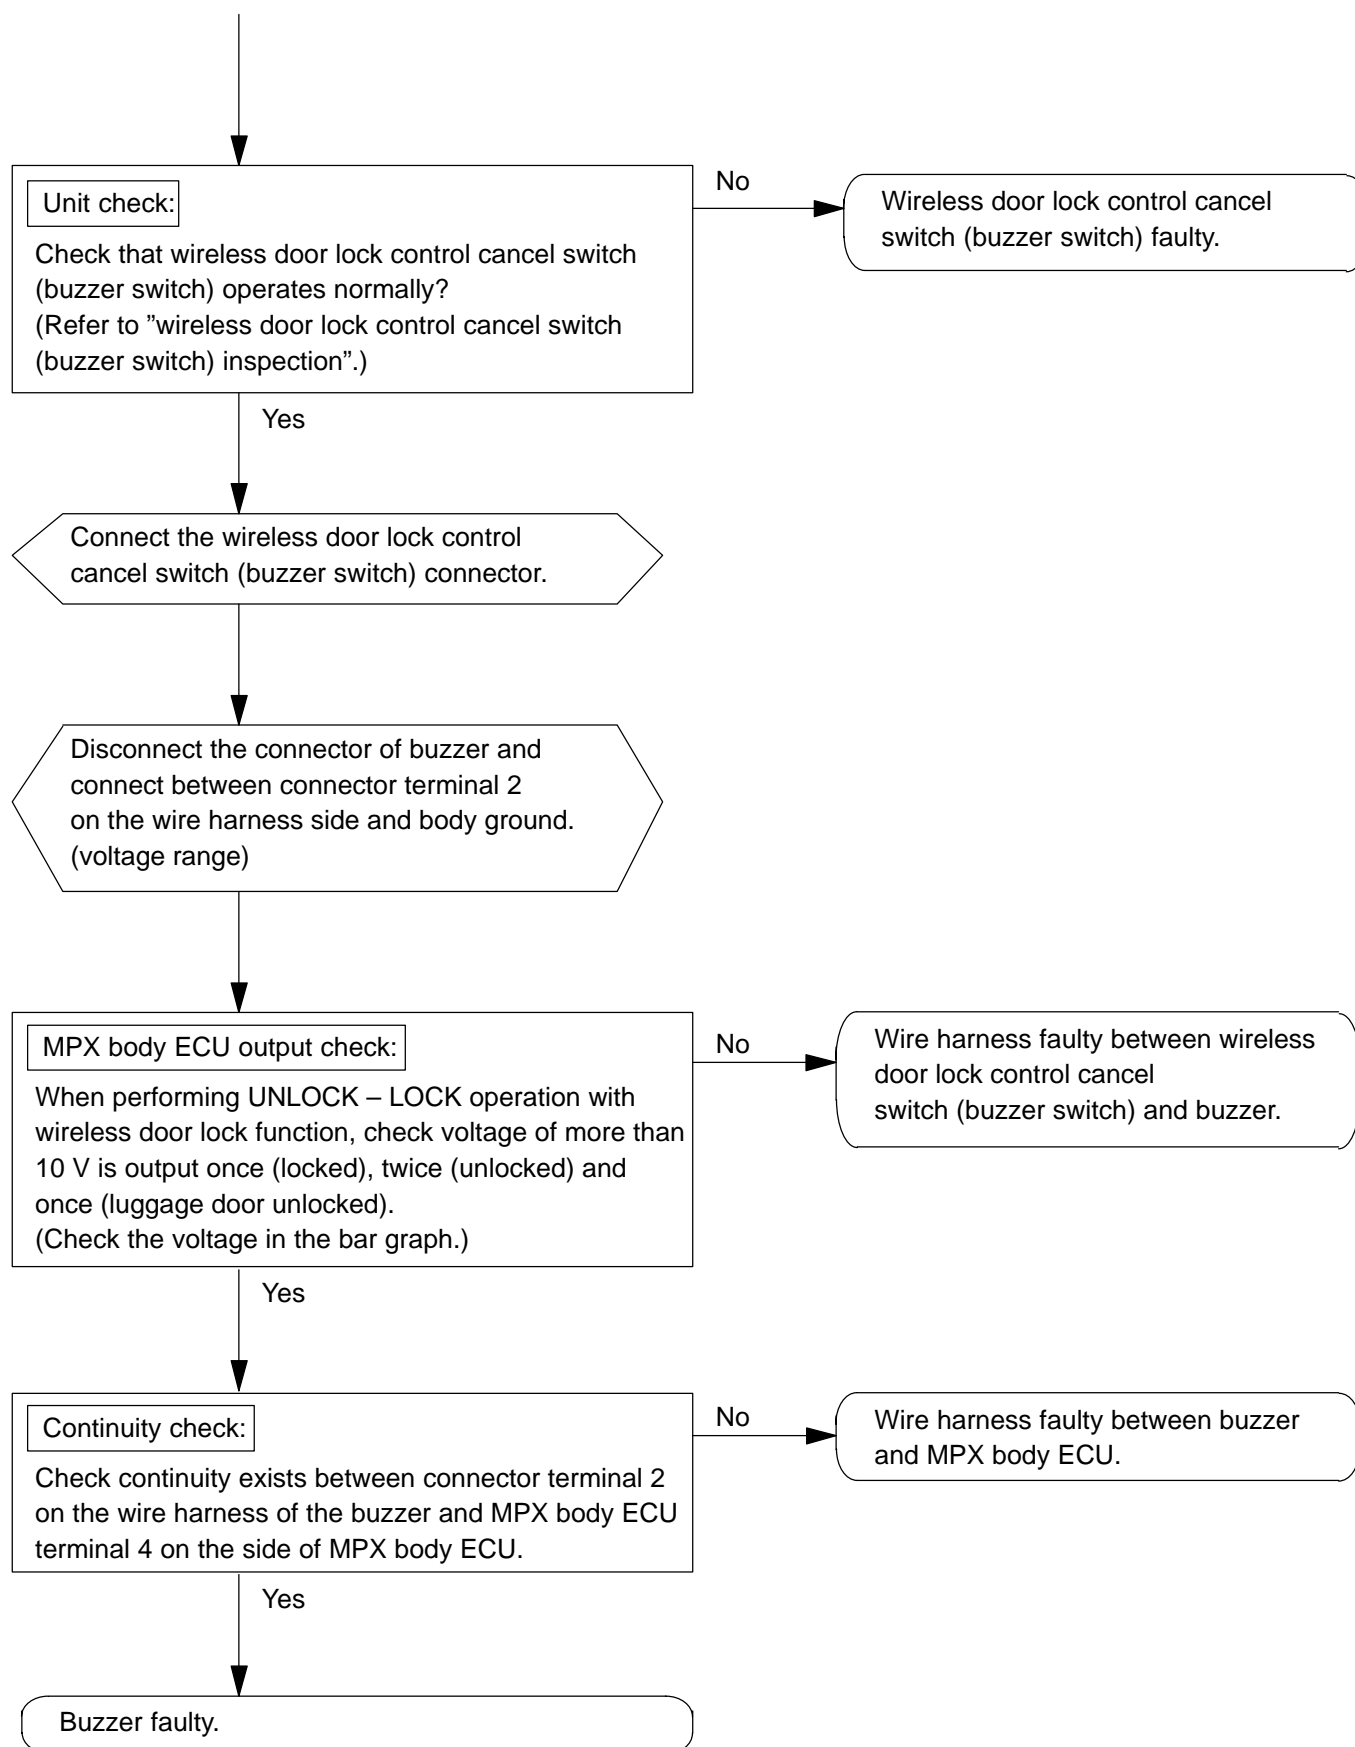 Unit check:
Check that wireless door lock control cancel switch
(buzzer switch) operates normally?
(Refer to ”wireless door lock control cancel switch
(buzzer switch) inspection”.)
No
Wireless door lock control cancel
switch (buzzer switch) faulty.
Yes
Connect the wireless door lock control
cancel switch (buzzer switch) connector.
Disconnect the connector of buzzer and
connect between connector terminal 2
on the wire harness side and body ground.
(voltage range)
MPX body ECU output check:
When performing UNLOCK – LOCK operation with
wireless door lock function, check voltage of more than
10 V is output once (locked), twice (unlocked) and
once (luggage door unlocked).
(Check the voltage in the bar graph.)
No
Wire harness faulty between wireless
door lock control cancel
switch (buzzer switch) and buzzer.
Yes
Continuity check:
Check continuity exists between connector terminal 2
on the wire harness of the buzzer and MPX body ECU
terminal 4 on the side of MPX body ECU.
No
Wire harness faulty between buzzer
and MPX body ECU.
Yes
Buzzer faulty.